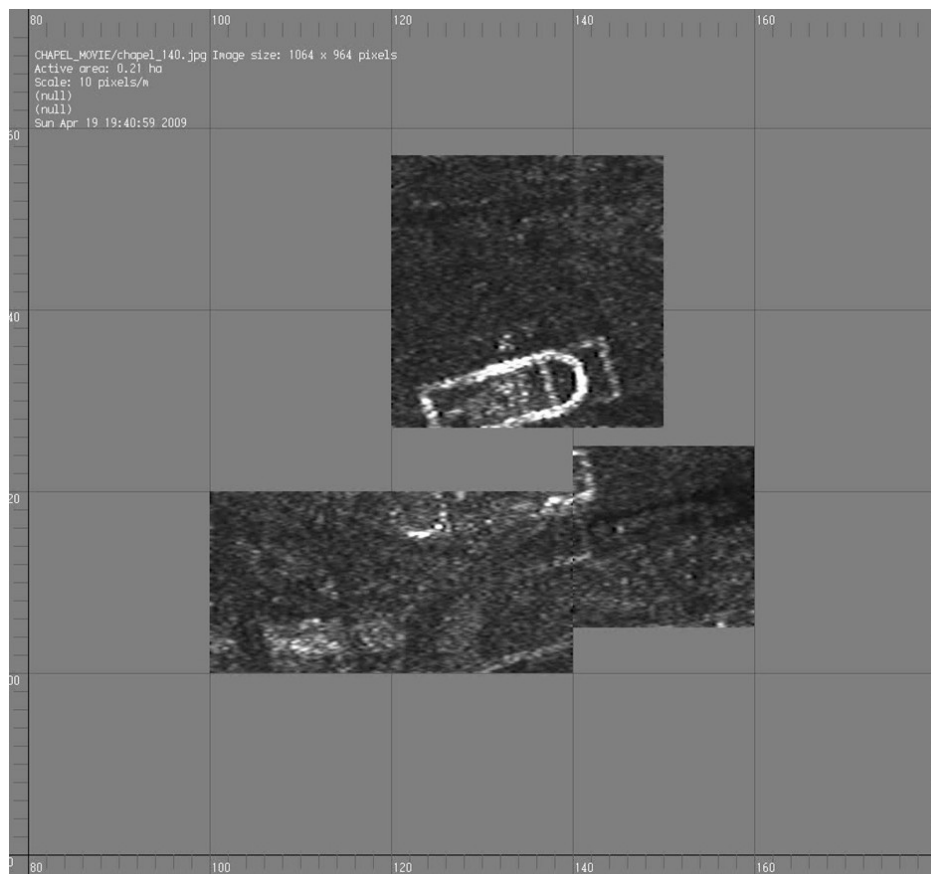 80 100 120 140 160
CHAPEL_MOVIE/chapel_140.jpg Image size: 1064 x 964 pixels
Active area: 0.21 ha
Scale: 10 pixels/m
(null)
(null)
Sun Apr 19 19:40:59 2009
60
40
20
00
0
80 100 120 140 160